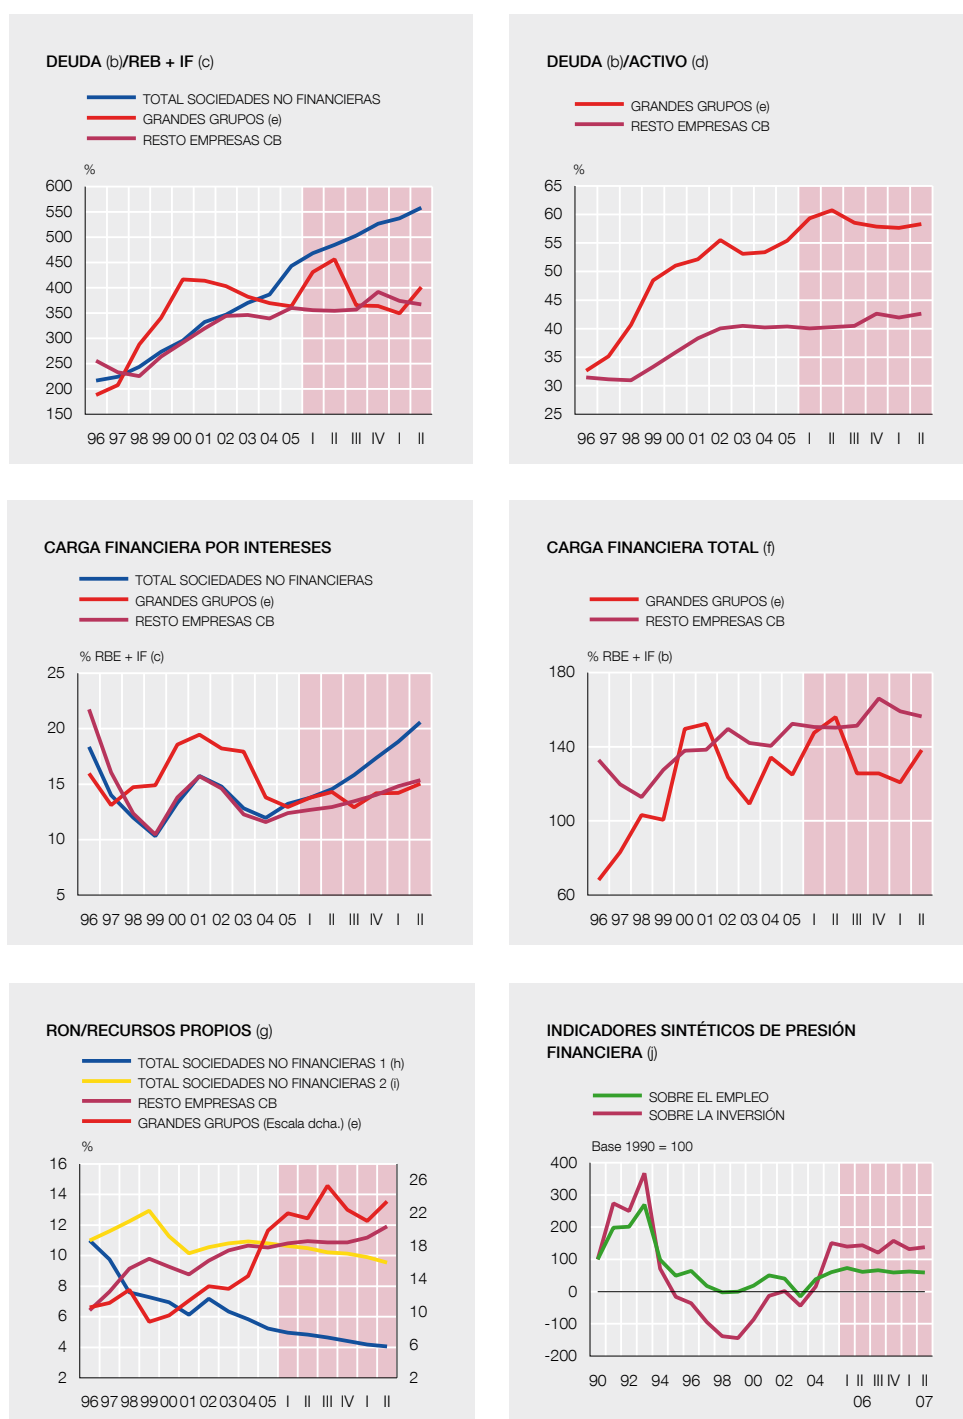 DEUDA (b)/REB + IF (c)
TOTAL SOCIEDADES NO FINANCIERAS
GRANDES GRUPOS (e)
RESTO EMPRESAS CB
%
600
550
500
450
400
350
300
250
200
150
96 97 98 99 00 01 02 03 04 05 I II III IV I II
DEUDA (b)/ACTIVO (d)
GRANDES GRUPOS (e)
RESTO EMPRESAS CB
%
65
60
55
50
45
40
35
30
25
96 97 98 99 00 01 02 03 04 05 I II III IV I II
CARGA FINANCIERA POR INTERESES
TOTAL SOCIEDADES NO FINANCIERAS
GRANDES GRUPOS (e)
RESTO EMPRESAS CB
% RBE + IF (c)
25
20
15
10
5
96 97 98 99 00 01 02 03 04 05 I II III IV I II
CARGA FINANCIERA TOTAL (f)
GRANDES GRUPOS (e)
RESTO EMPRESAS CB
% RBE + IF (b)
180
140
100
60
96 97 98 99 00 01 02 03 04 05 I II III IV I II
RON/RECURSOS PROPIOS (g)
TOTAL SOCIEDADES NO FINANCIERAS 1 (h)
TOTAL SOCIEDADES NO FINANCIERAS 2 (i)
RESTO EMPRESAS CB
GRANDES GRUPOS (Escala dcha.) (e)
%
16
14
12
10
8
6
4
2
26
22
18
14
10
6
2
96 97 98 99 00 01 02 03 04 05 I II III IV I II
INDICADORES SINTÉTICOS DE PRESIÓN
FINANCIERA (j)
SOBRE EL EMPLEO
SOBRE LA INVERSIÓN
Base 1990 = 100
400
300
200
100
0
-100
-200
90 92 94 96 98 00 02 04 I II III IV I II
06 07